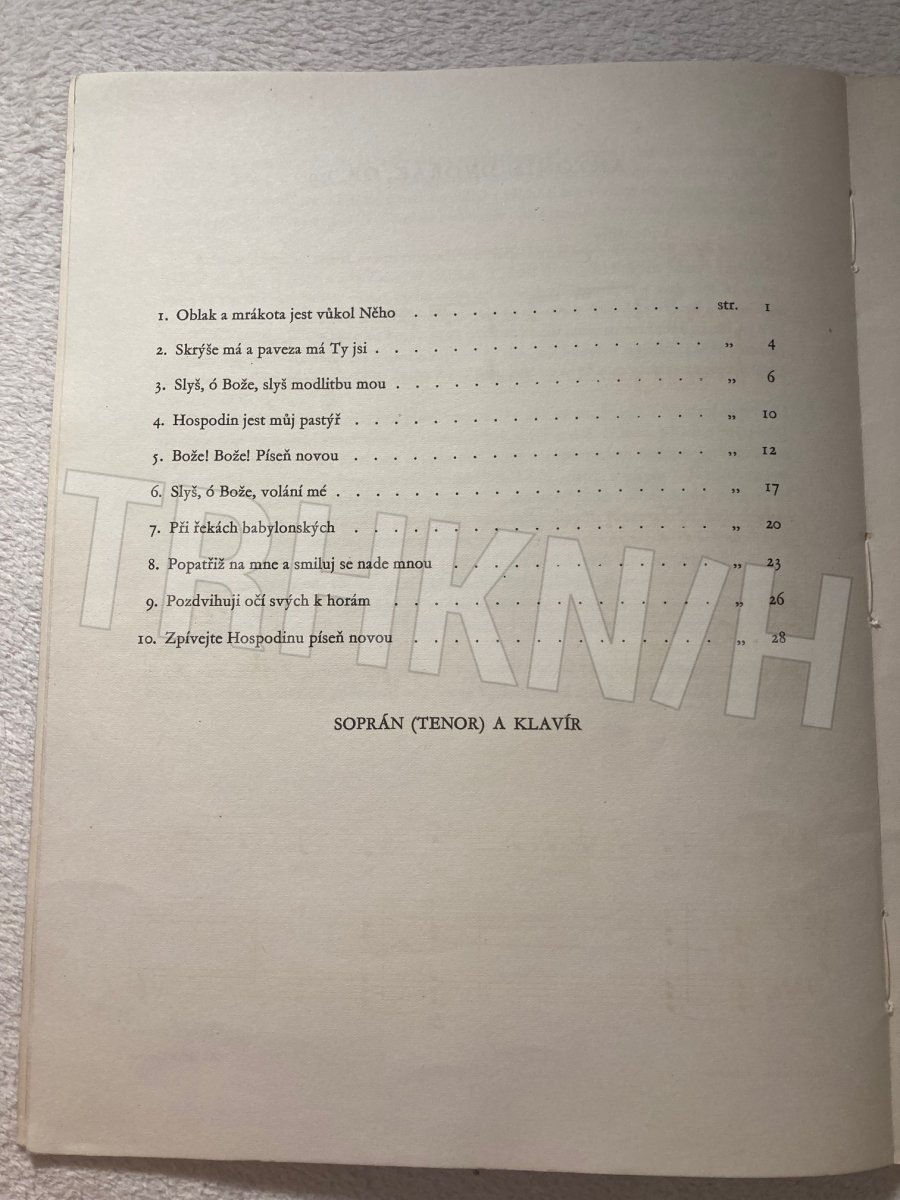 1. Oblak a mrákota jest vůkol Něho . . . . . . . . . . . . . . . str. 1
2. Skrýše má a paveza má Ty jsi . . . . . . . . . . . . . . . . „ 4
3. Slyš, ó Bože, slyš modlitbu mou . . . . . . . . . . . . . . . „ 6
4. Hospodin jest můj pastýř . . . . . . . . . . . . . . . . . „ 10
5. Bože! Bože! Píseň novou . . . . . . . . . . . . . . . . . „ 12
6. Slyš, ó Bože, volání mé . . . . . . . . . . . . . . . . . . „ 17
7. Při řekách babylonských . . . . . . . . . . . . . . . . . „ 20
8. Popatřiž na mne a smiluj se nade mnou . . . . . . . . . . . . „ 23
9. Pozdvihuji očí svých k horám . . . . . . . . . . . . . . . „ 26
10. Zpívejte Hospodinu píseň novou . . . . . . . . . . . . . . „ 28
TRHKN/H
SOPRÁN (TENOR) A KLAVÍR